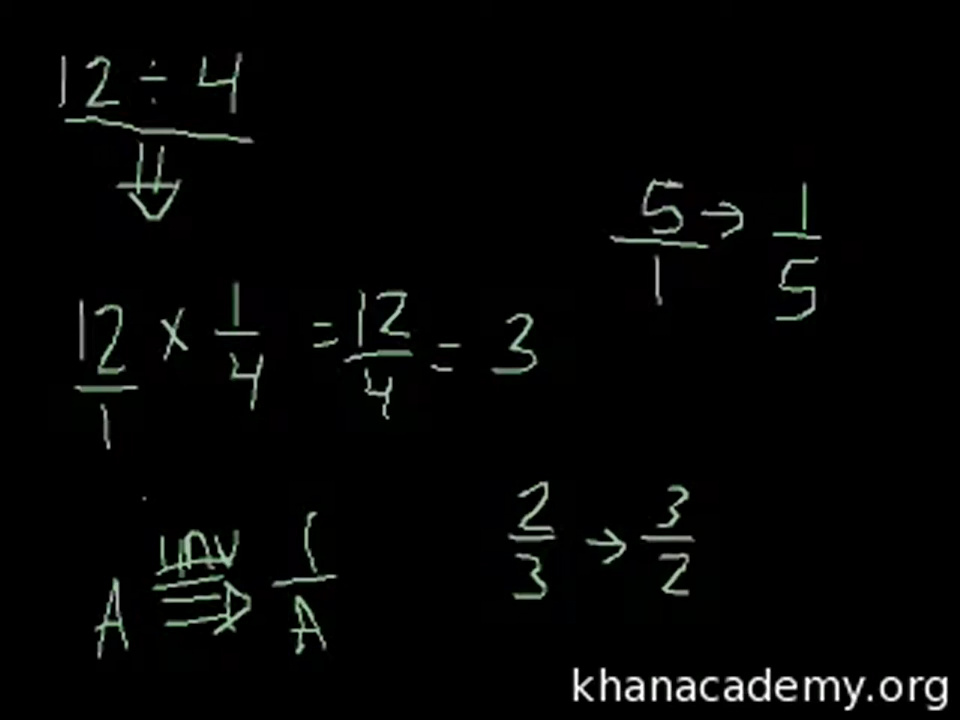 12 ÷ 4
5/1 → 1/5
12/1 × 1/4 = 12/4 = 3
A INV ⇒ 1/A
2/3 → 3/2
khanacademy.org